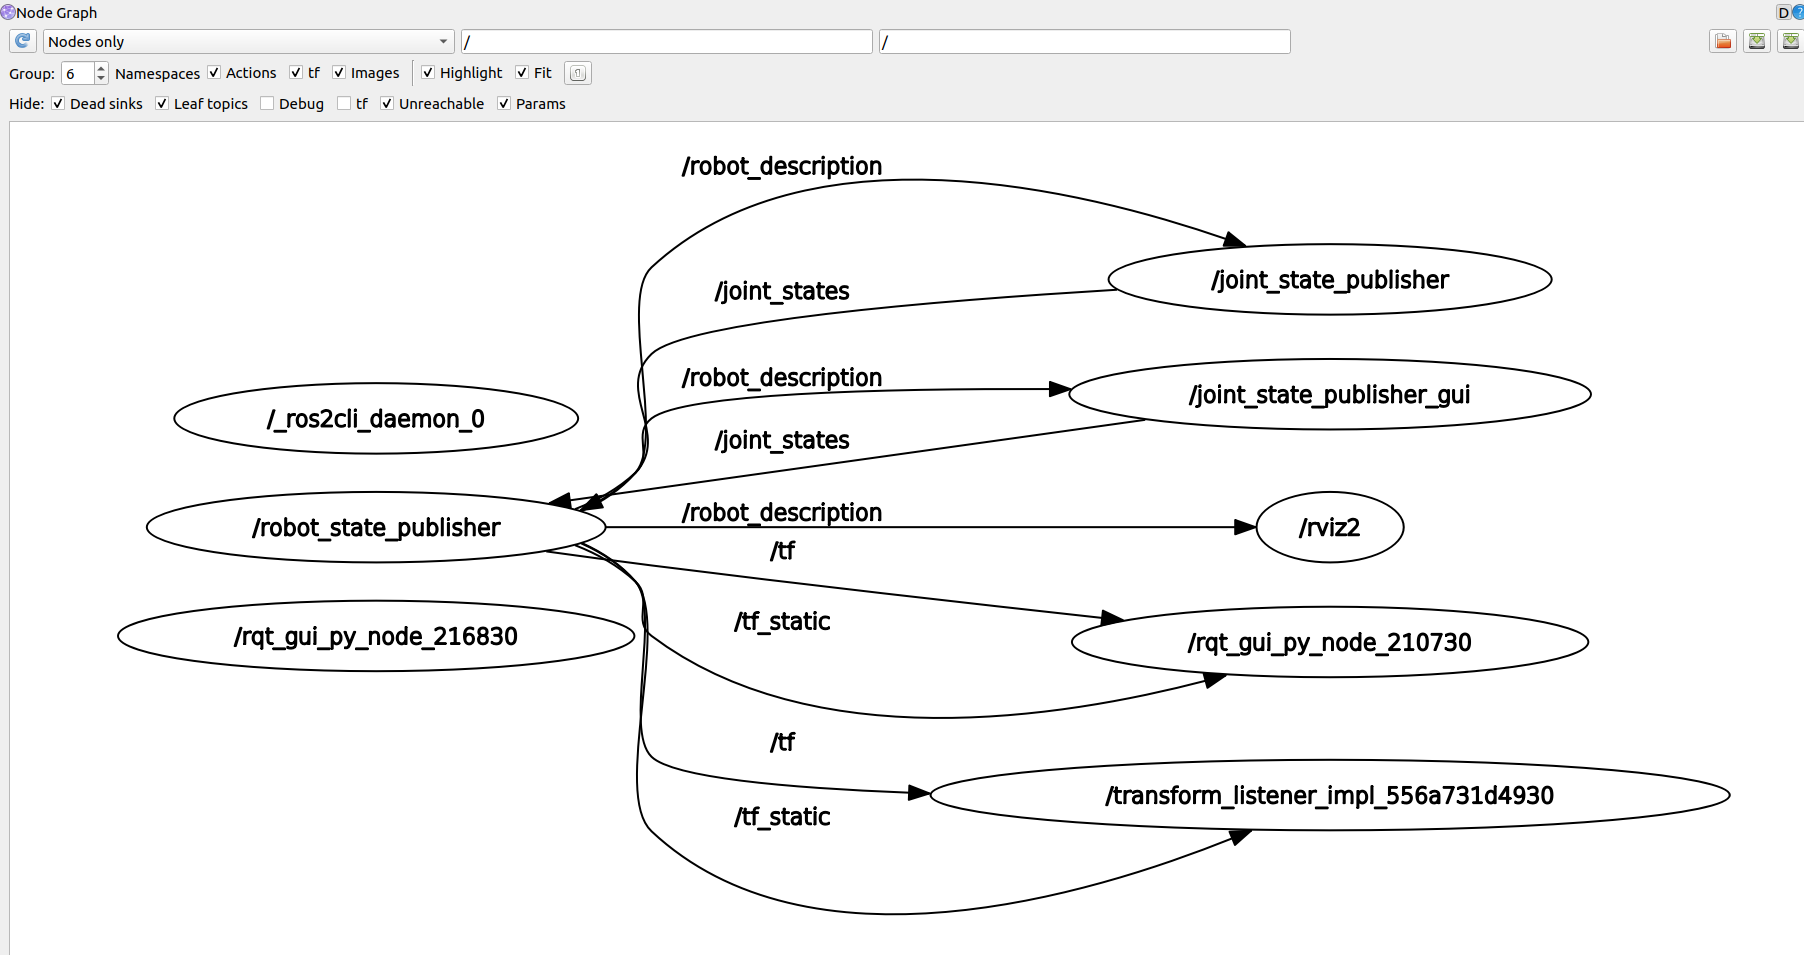 Node Graph
D
?
Nodes only
/
/
Group:
6
Namespaces
Actions
tf
Images
Highlight
Fit
Hide:
Dead sinks
Leaf topics
Debug
tf
Unreachable
Params
/robot_description
/joint_state_publisher
/joint_states
/robot_description
/joint_state_publisher_gui
/_ros2cli_daemon_0
/joint_states
/robot_state_publisher
/robot_description
/rviz2
/tf
/tf_static
/rqt_gui_py_node_216830
/rqt_gui_py_node_210730
/tf
/transform_listener_impl_556a731d4930
/tf_static